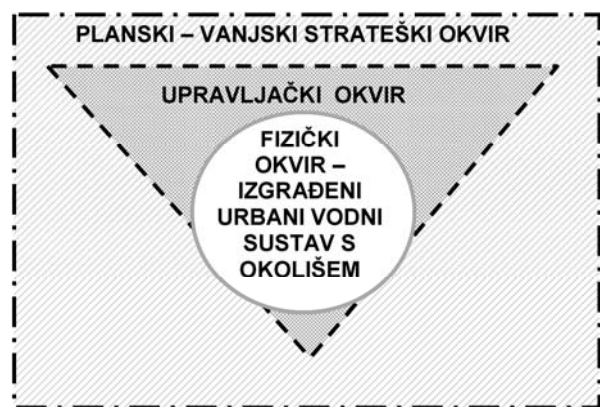 PLANSKI – VANJSKI STRATEŠKI OKVIR
UPRAVLJAČKI OKVIR
FIZIČKI
OKVIR –
IZGRAĐENI
URBANI VODNI
SUSTAV S
OKOLIŠEM